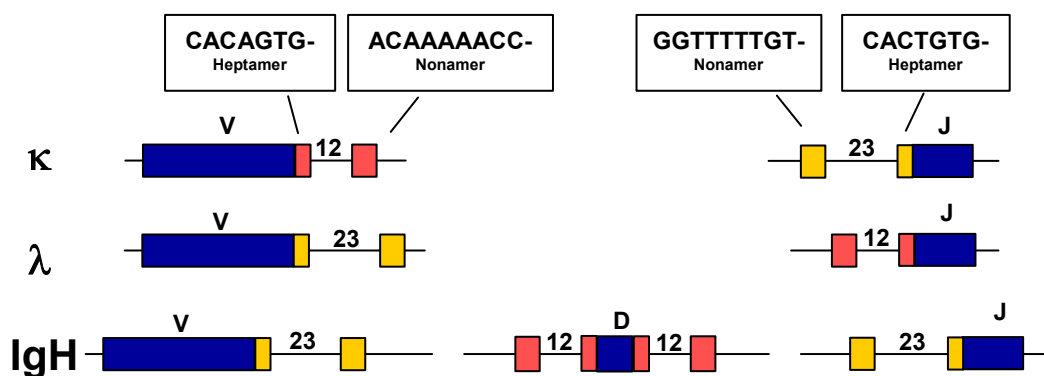 CACAGTG-
Heptamer
ACAAAAACC-
Nonamer
GGTTTTTGT-
Nonamer
CACTGTG-
Heptamer
κ
V
12
23
J
λ
V
23
12
J
IgH
V
23
12
D
12
23
J